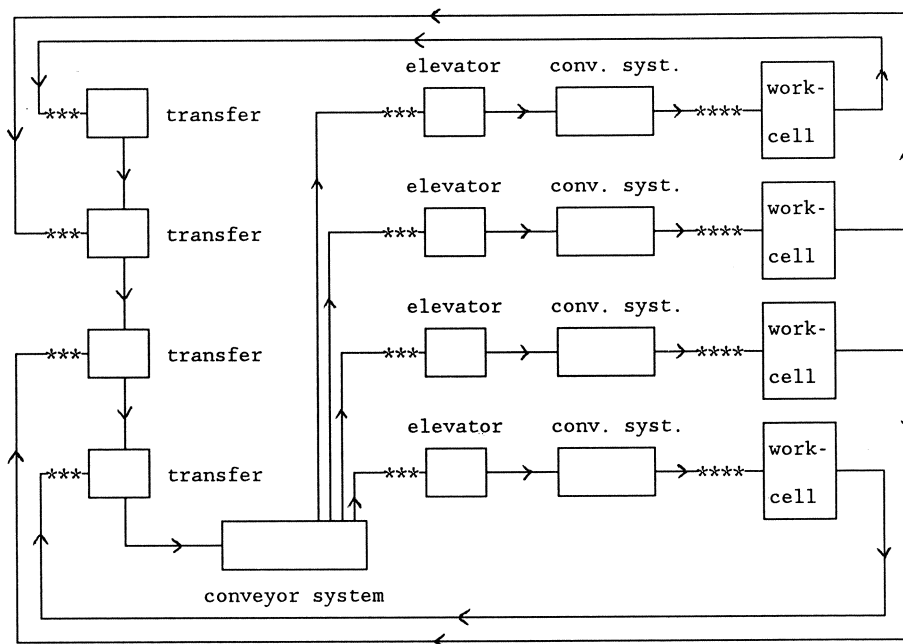 elevator conv. syst.
*** transfer *** **** work-
cell
elevator conv. syst.
*** transfer *** **** work-
cell
elevator conv. syst.
*** transfer *** **** work-
cell
elevator conv. syst.
*** transfer *** **** work-
cell
conveyor system